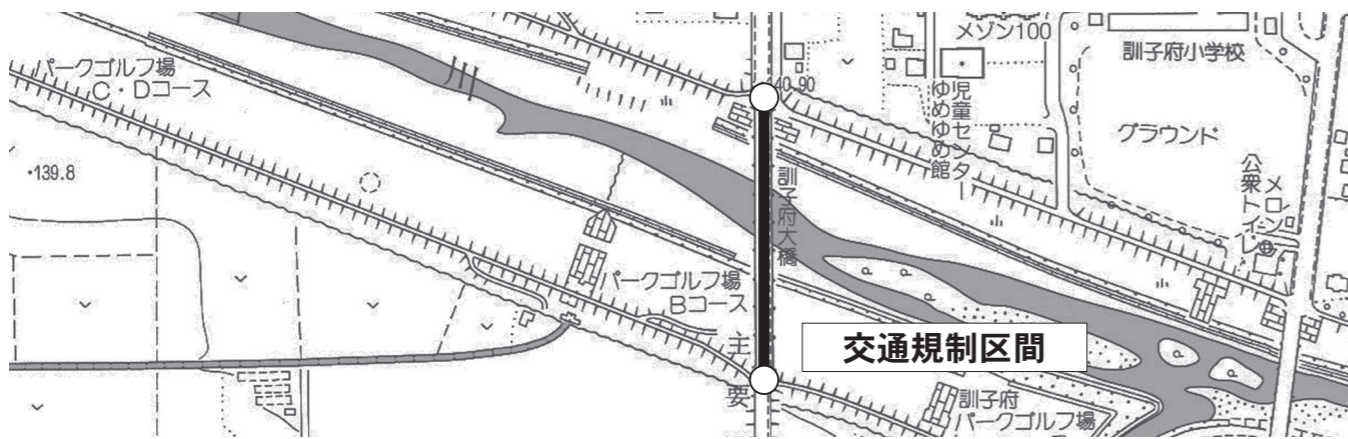 メゾン100
訓子府小学校
パークゴルフ場
C・Dコース
140.90
児童センター
ゆめゆめ館
グラウンド
・139.8
訓子府大橋
メロン
公衆トイレ
パークゴルフ場
Bコース
主要
交通規制区間
訓子府
パークゴルフ場